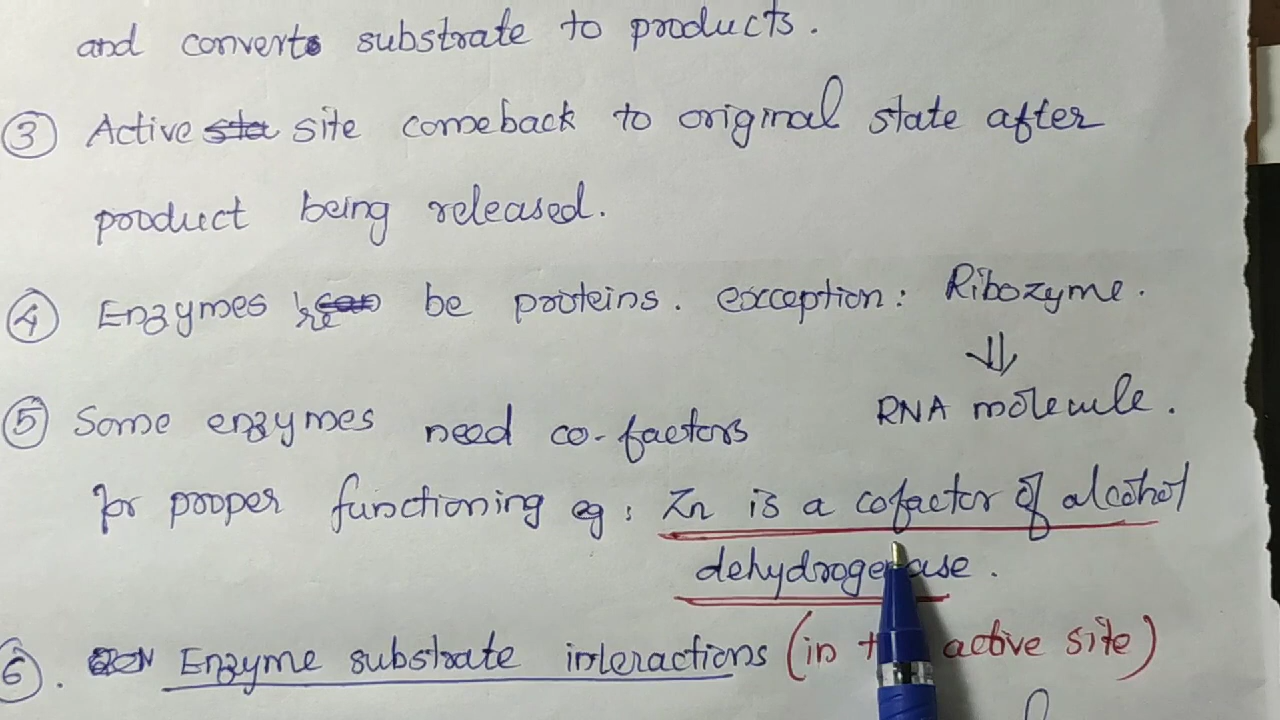 and converts substrate to products.
③ Active site comeback to original state after
product being released.
④ Enzymes be proteins. exception: Ribozyme.
⇓
RNA molecule.
⑤ Some enzymes need co-factors
for proper functioning eg: Zn is a cofactor of alcohol
dehydrogenase.
⑥. Enzyme substrate interactions (in the active site)